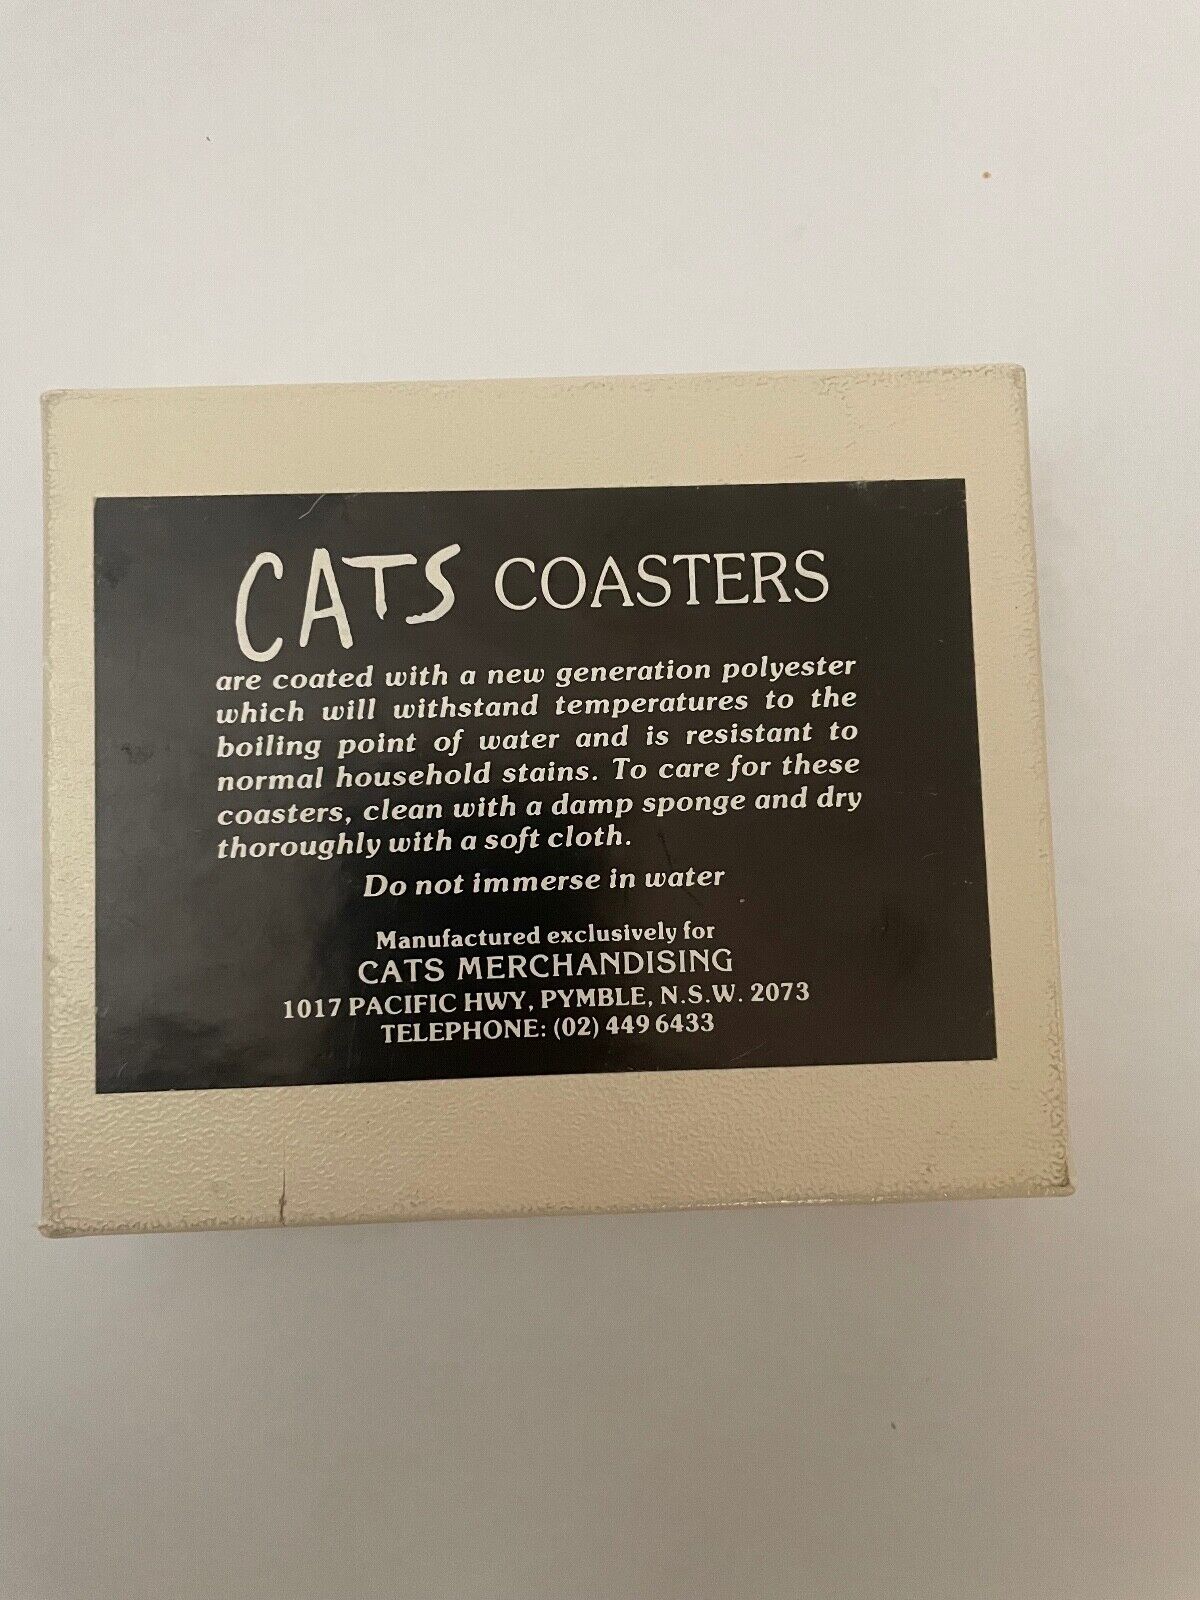 CATS COASTERS
are coated with a new generation polyester
which will withstand temperatures to the
boiling point of water and is resistant to
normal household stains. To care for these
coasters, clean with a damp sponge and dry
thoroughly with a soft cloth.
Do not immerse in water
Manufactured exclusively for
CATS MERCHANDISING
1017 PACIFIC HWY, PYMBLE, N.S.W. 2073
TELEPHONE: (02) 449 6433